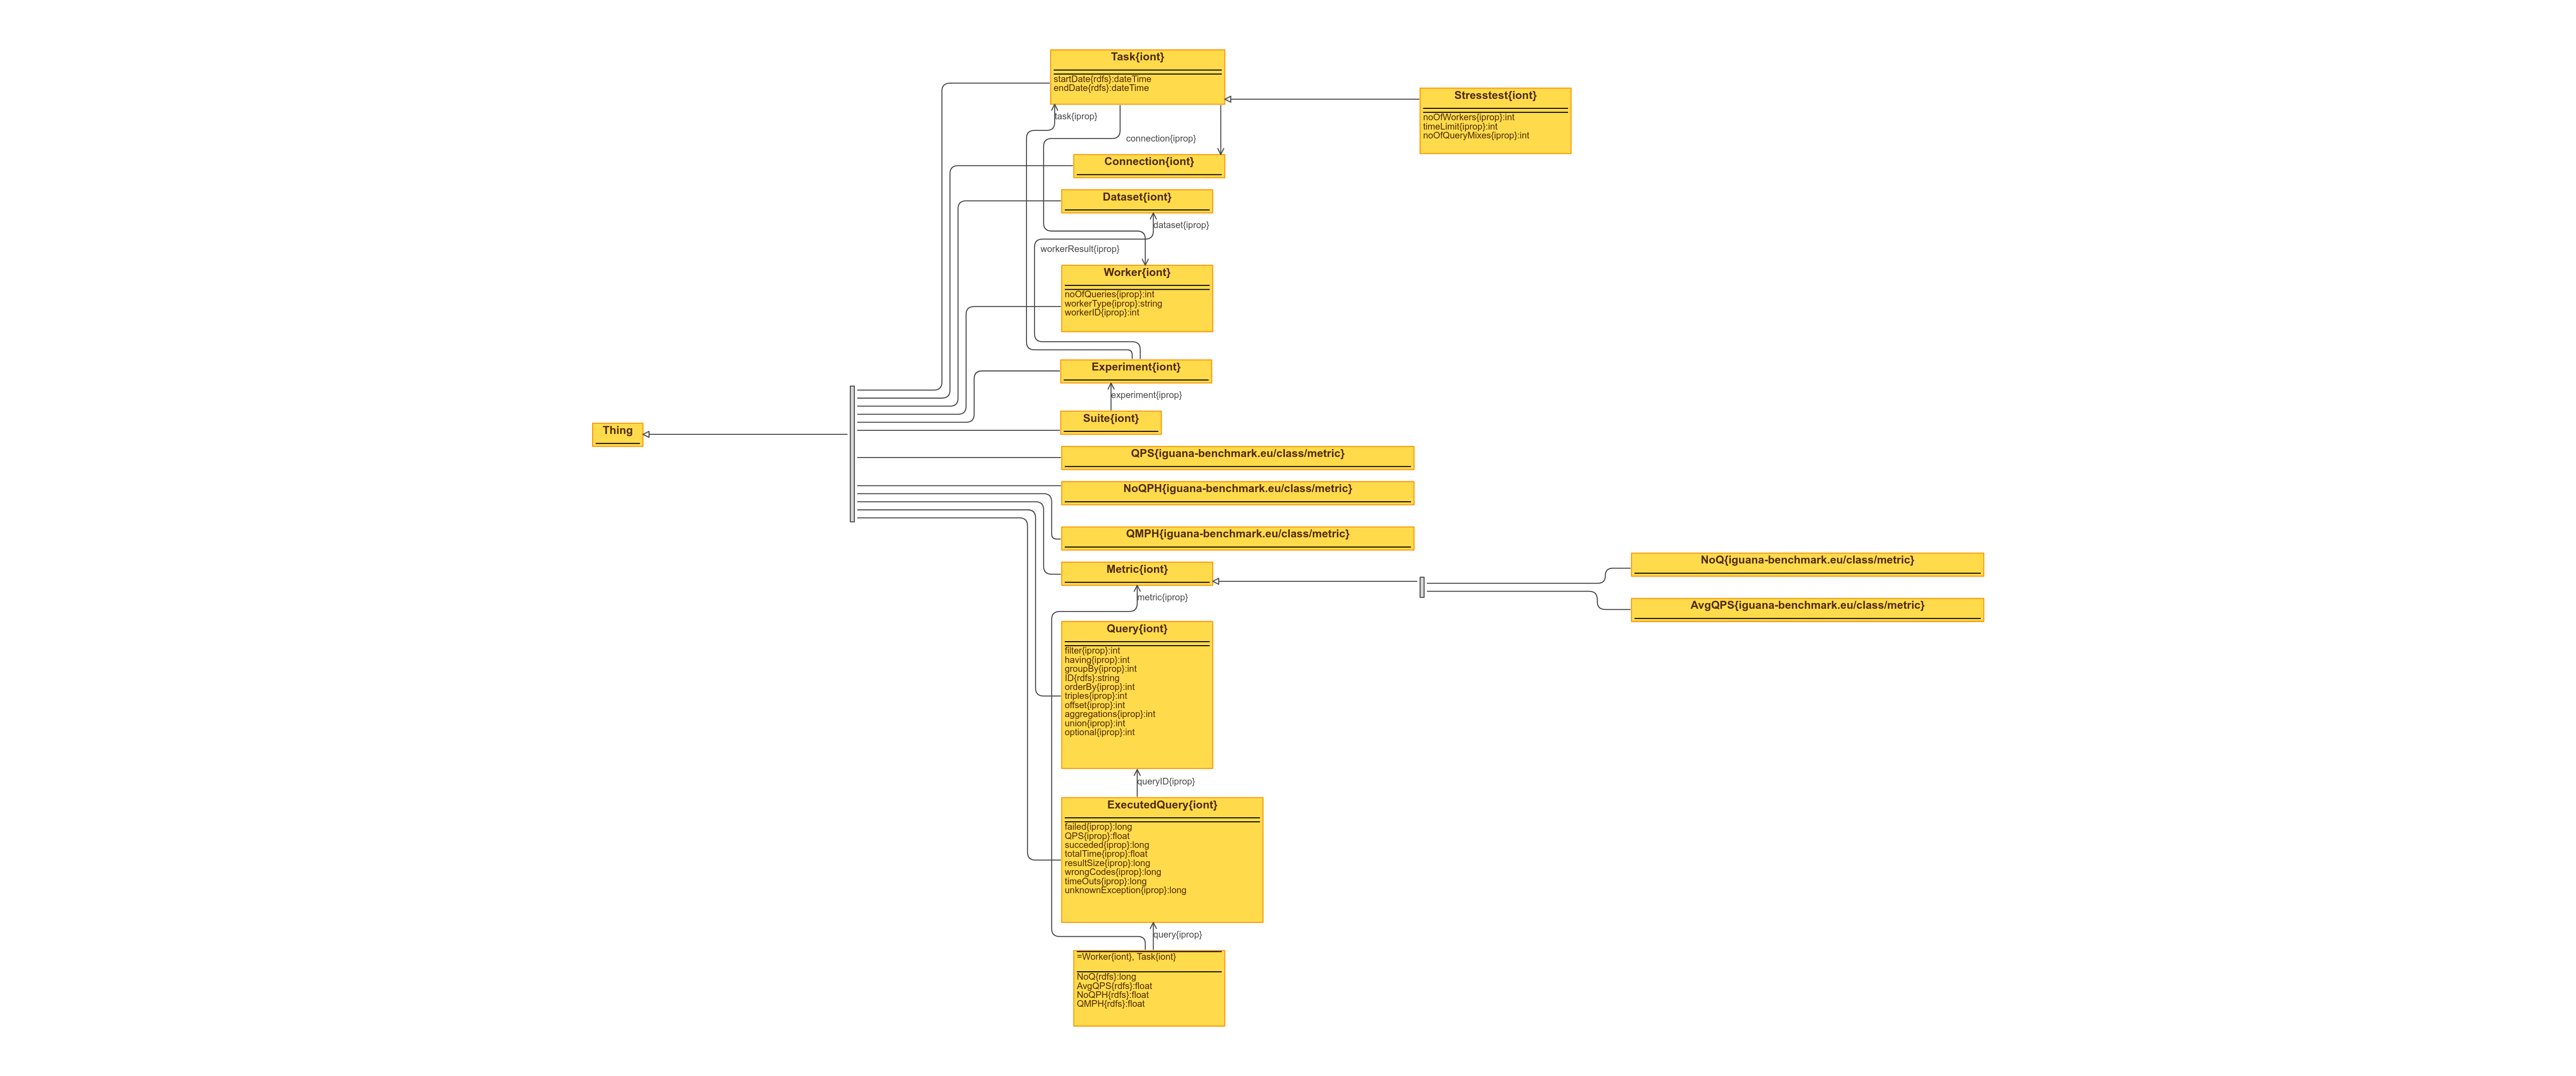 Task{iont}
startDate{rdfs}:dateTime
endDate{rdfs}:dateTime
Stresstest{iont}
noOfWorkers{iprop}:int
timeLimit{iprop}:int
noOfQueryMixes{iprop}:int
task{iprop}
connection{iprop}
Connection{iont}
Dataset{iont}
dataset{iprop}
workerResult{iprop}
Worker{iont}
noOfQueries{iprop}:int
workerType{iprop}:string
workerID{iprop}:int
Experiment{iont}
experiment{iprop}
Suite{iont}
Thing
QPS{iguana-benchmark.eu/class/metric}
NoQPH{iguana-benchmark.eu/class/metric}
QMPH{iguana-benchmark.eu/class/metric}
Metric{iont}
NoQ{iguana-benchmark.eu/class/metric}
AvgQPS{iguana-benchmark.eu/class/metric}
metric{iprop}
Query{iont}
filter{iprop}:int
having{iprop}:int
groupBy{iprop}:int
ID{rdfs}:string
orderBy{iprop}:int
triples{iprop}:int
offset{iprop}:int
aggregations{iprop}:int
union{iprop}:int
optional{iprop}:int
queryID{iprop}
ExecutedQuery{iont}
failed{iprop}:long
QPS{iprop}:float
succeded{iprop}:long
totalTime{iprop}:float
resultSize{iprop}:long
wrongCodes{iprop}:long
timeOuts{iprop}:long
unknownException{iprop}:long
query{iprop}
=Worker{iont}, Task{iont}
NoQ{rdfs}:long
AvgQPS{rdfs}:float
NoQPH{rdfs}:float
QMPH{rdfs}:float